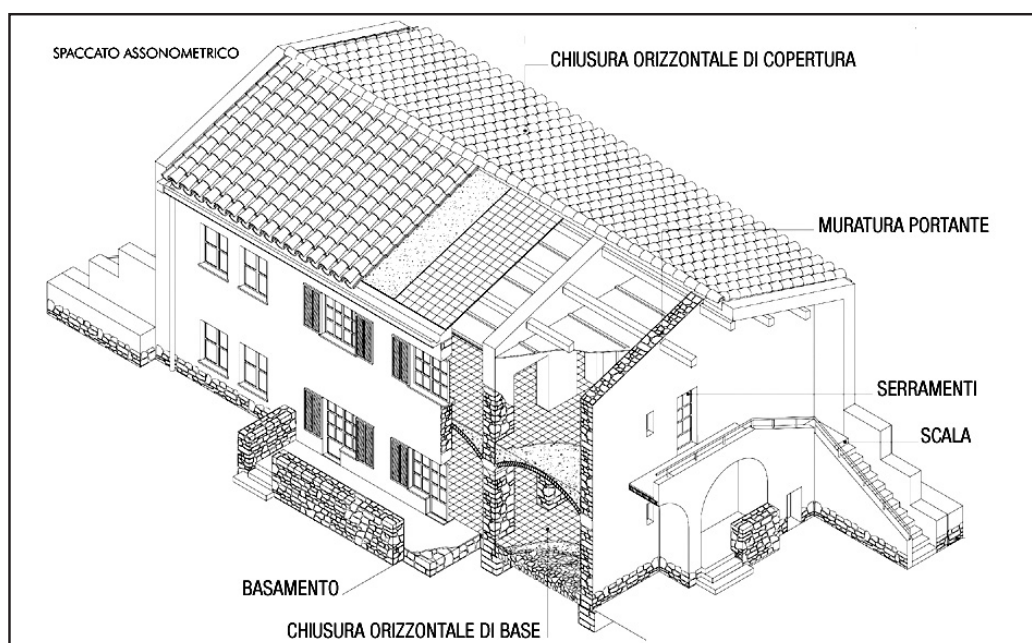 SPACCATO ASSONOMETRICO
CHIUSURA ORIZZONTALE DI COPERTURA
MURATURA PORTANTE
SERRAMENTI
SCALA
BASAMENTO
CHIUSURA ORIZZONTALE DI BASE